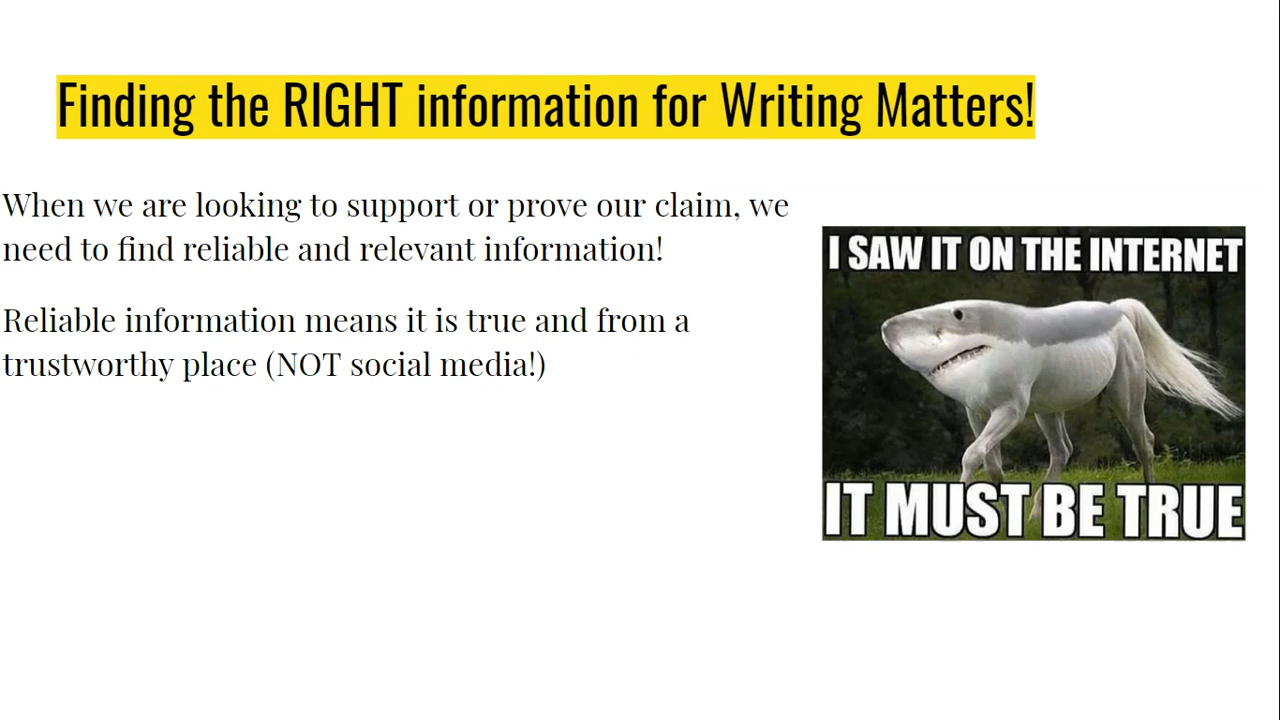 Finding the RIGHT information for Writing Matters!
When we are looking to support or prove our claim, we
need to find reliable and relevant information!
Reliable information means it is true and from a
trustworthy place (NOT social media!)
I SAW IT ON THE INTERNET
IT MUST BE TRUE